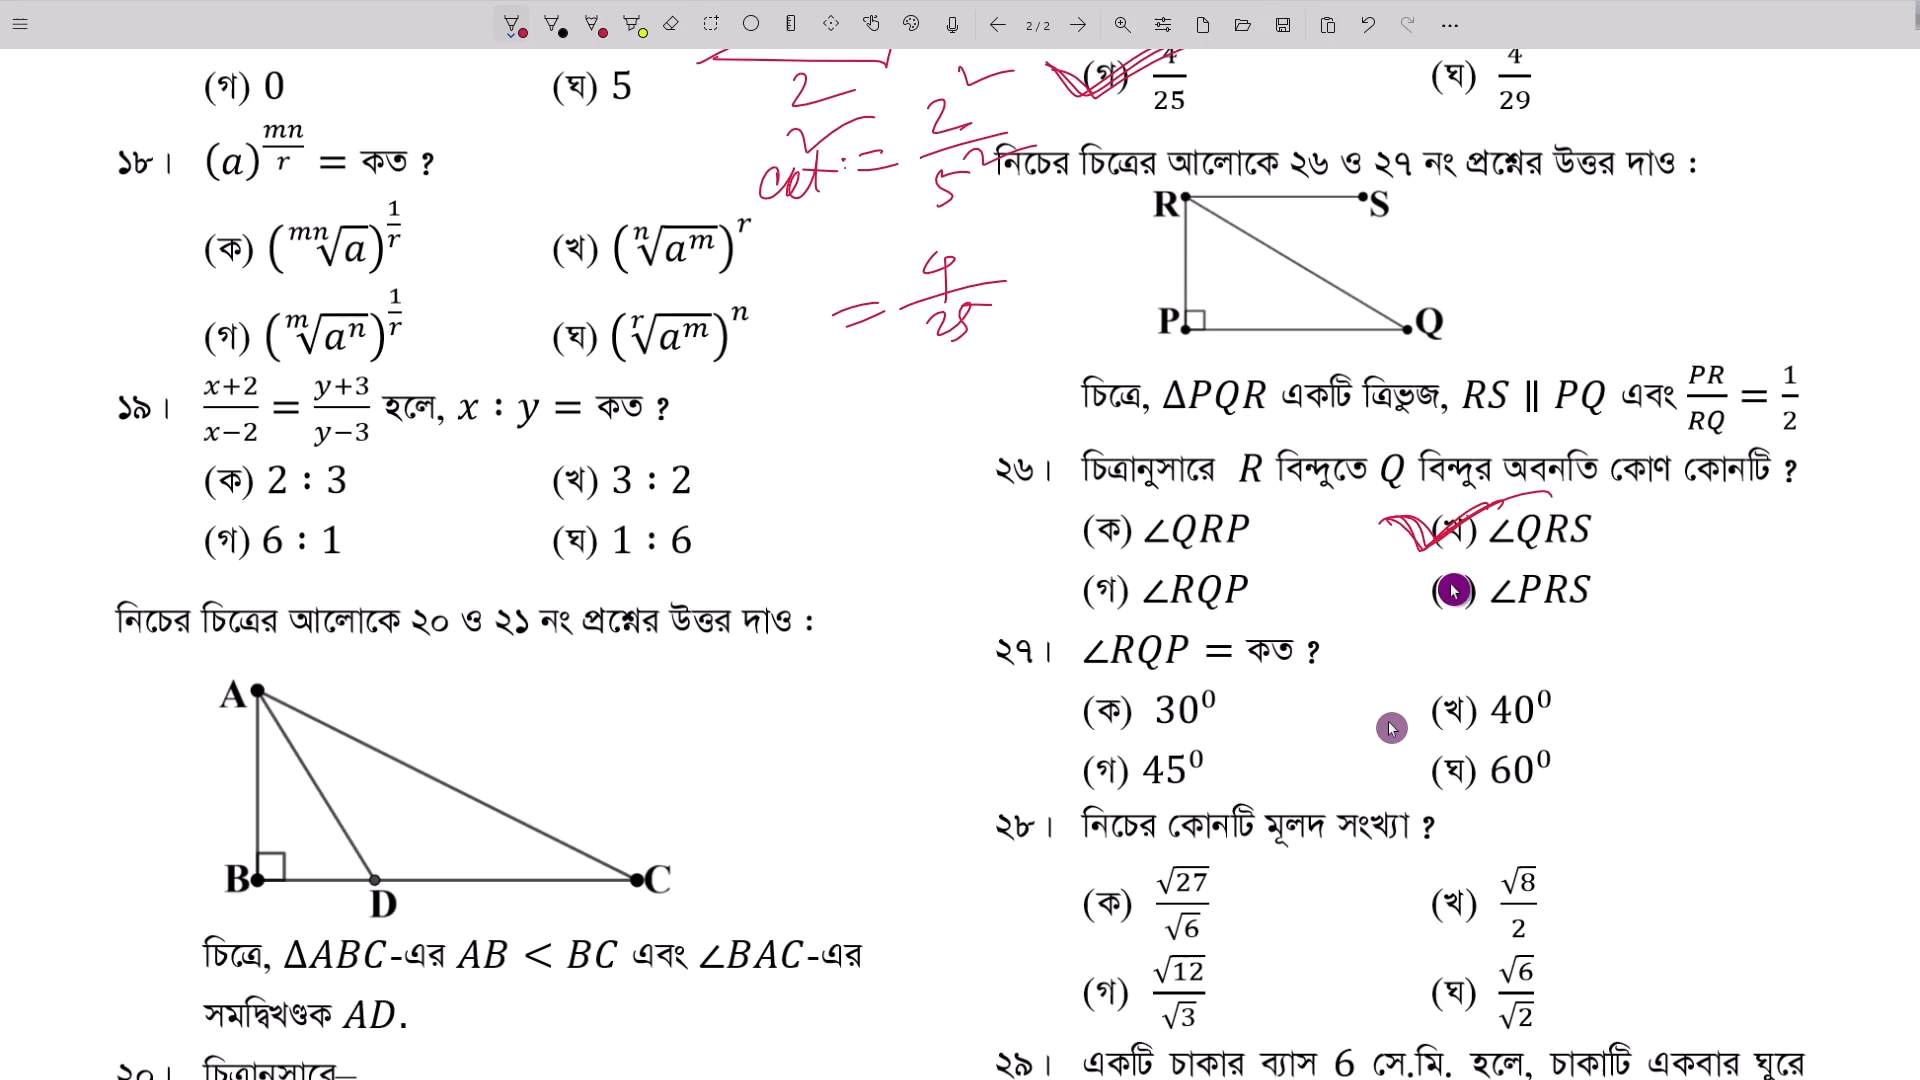 2/2
(গ) 0 (ঘ) 5
১৮। (a)^(mn/r) = কত ?
(ক) (ᵐⁿ√a)^(1/r) (খ) (ⁿ√aᵐ)^r
(গ) (ᵐ√aⁿ)^(1/r) (ঘ) (ʳ√aᵐ)^n
১৯। (x+2)/(x−2) = (y+3)/(y−3) হলে, x : y = কত ?
(ক) 2 : 3 (খ) 3 : 2
(গ) 6 : 1 (ঘ) 1 : 6
নিচের চিত্রের আলোকে ২০ ও ২১ নং প্রশ্নের উত্তর দাও :
A
B
D
C
চিত্রে, ΔABC-এর AB < BC এবং ∠BAC-এর
সমদ্বিখণ্ডক AD.
২০। চিত্রানুসারে–
2
= 2²/5²
= 4/25
(গ) 4/25 (ঘ) 4/29
নিচের চিত্রের আলোকে ২৬ ও ২৭ নং প্রশ্নের উত্তর দাও :
R S
P Q
চিত্রে, ΔPQR একটি ত্রিভুজ, RS ∥ PQ এবং PR/RQ = 1/2
২৬। চিত্রানুসারে R বিন্দুতে Q বিন্দুর অবনতি কোণ কোনটি ?
(ক) ∠QRP (খ) ∠QRS
(গ) ∠RQP ∠PRS
২৭। ∠RQP = কত ?
(ক) 30⁰ (খ) 40⁰
(গ) 45⁰ (ঘ) 60⁰
২৮। নিচের কোনটি মূলদ সংখ্যা ?
(ক) √27/√6 (খ) √8/2
(গ) √12/√3 (ঘ) √6/√2
২৯। একটি চাকার ব্যাস 6 সে.মি. হলে, চাকাটি একবার ঘুরে